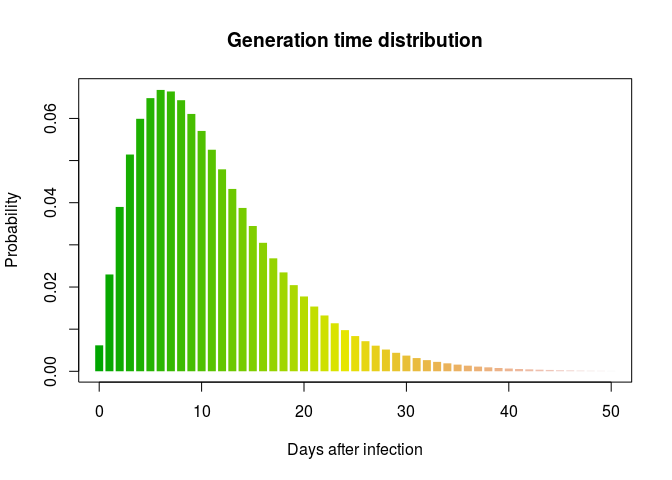 Generation time distribution
Probability
0.06
0.04
0.02
0.00
0 10 20 30 40 50
Days after infection